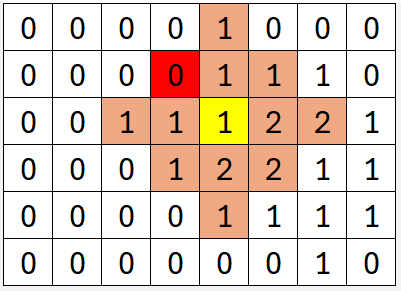 0 0 0 0 1 0 0 0
0 0 0 0 1 1 1 0
0 0 1 1 1 2 2 1
0 0 0 1 2 2 1 1
0 0 0 0 1 1 1 1
0 0 0 0 0 0 1 0